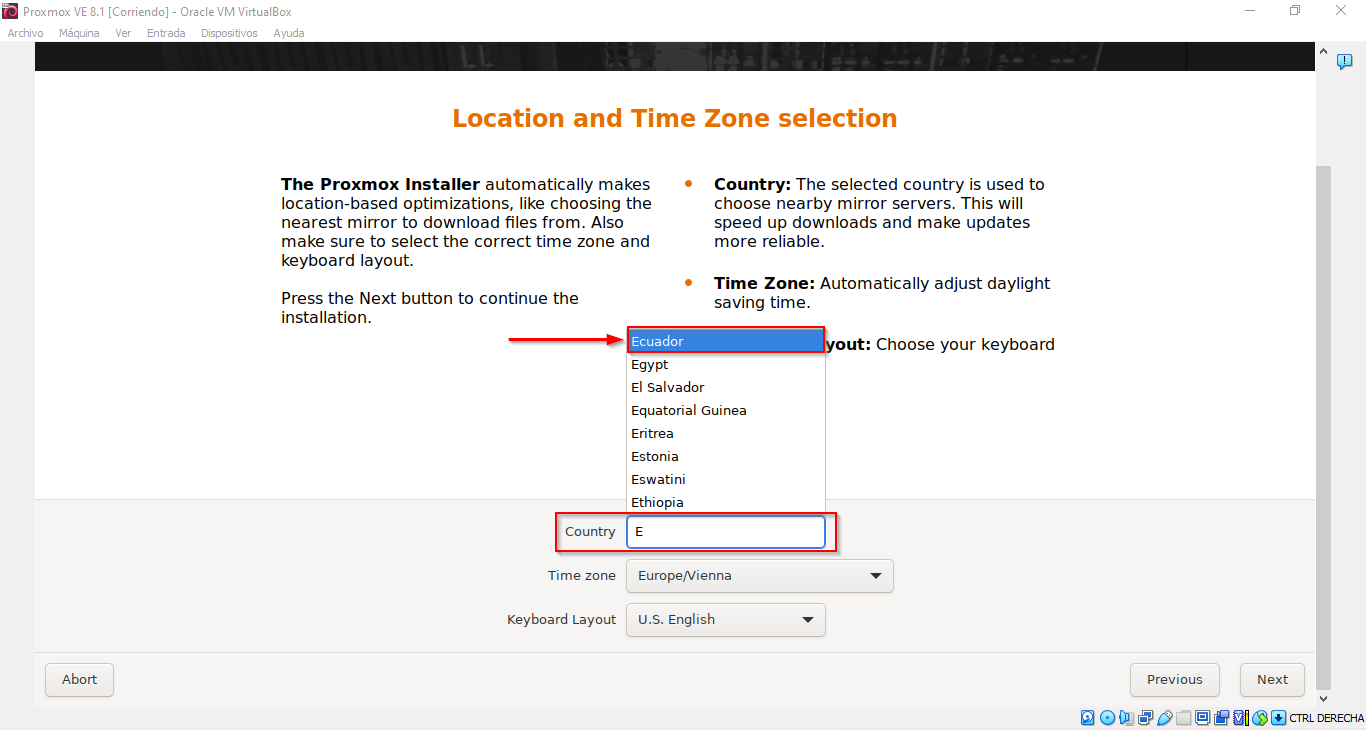 Proxmox VE 8.1 [Corriendo] - Oracle VM VirtualBox
Archivo Máquina Ver Entrada Dispositivos Ayuda
Location and Time Zone selection
The Proxmox Installer automatically makes
location-based optimizations, like choosing the
nearest mirror to download files from. Also
make sure to select the correct time zone and
keyboard layout.
Press the Next button to continue the
installation.
Country: The selected country is used to
choose nearby mirror servers. This will
speed up downloads and make updates
more reliable.
Time Zone: Automatically adjust daylight
saving time.
yout: Choose your keyboard
Ecuador
Egypt
El Salvador
Equatorial Guinea
Eritrea
Estonia
Eswatini
Ethiopia
Country E
Time zone Europe/Vienna
Keyboard Layout U.S. English
Abort Previous Next
CTRL DERECHA